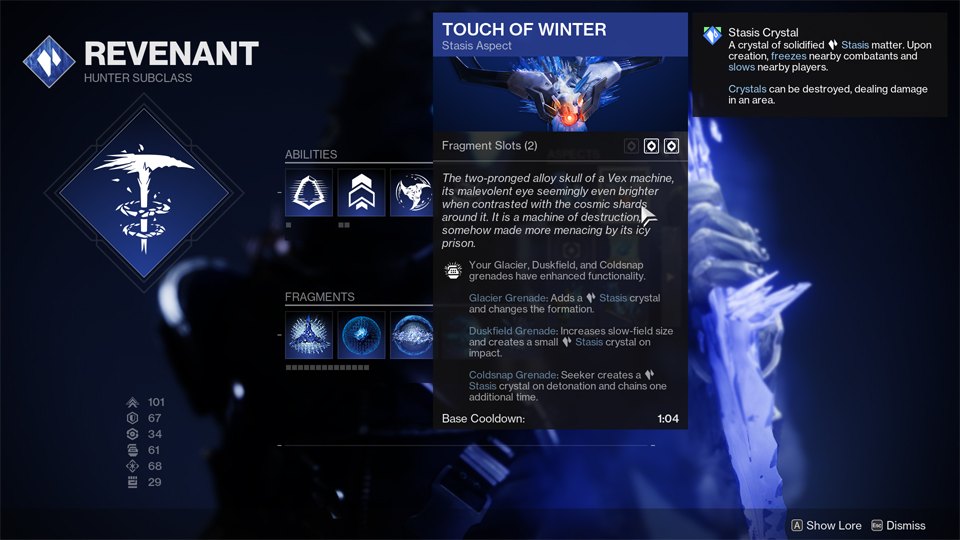 REVENANT
HUNTER SUBCLASS
ABILITIES
FRAGMENTS
101
67
34
61
68
29
TOUCH OF WINTER
Stasis Aspect
Fragment Slots (2)
ASPECTS
The two-pronged alloy skull of a Vex machine,
its malevolent eye seemingly even brighter
when contrasted with the cosmic shards
around it. It is a machine of destruction,
somehow made more menacing by its icy
prison.
Your Glacier, Duskfield, and Coldsnap
grenades have enhanced functionality.
Glacier Grenade: Adds a Stasis crystal
and changes the formation.
Duskfield Grenade: Increases slow-field size
and creates a small Stasis crystal on
impact.
Coldsnap Grenade: Seeker creates a
Stasis crystal on detonation and chains one
additional time.
Base Cooldown: 1:04
Stasis Crystal
A crystal of solidified Stasis matter. Upon
creation, freezes nearby combatants and
slows nearby players.
Crystals can be destroyed, dealing damage
in an area.
A Show Lore Esc Dismiss